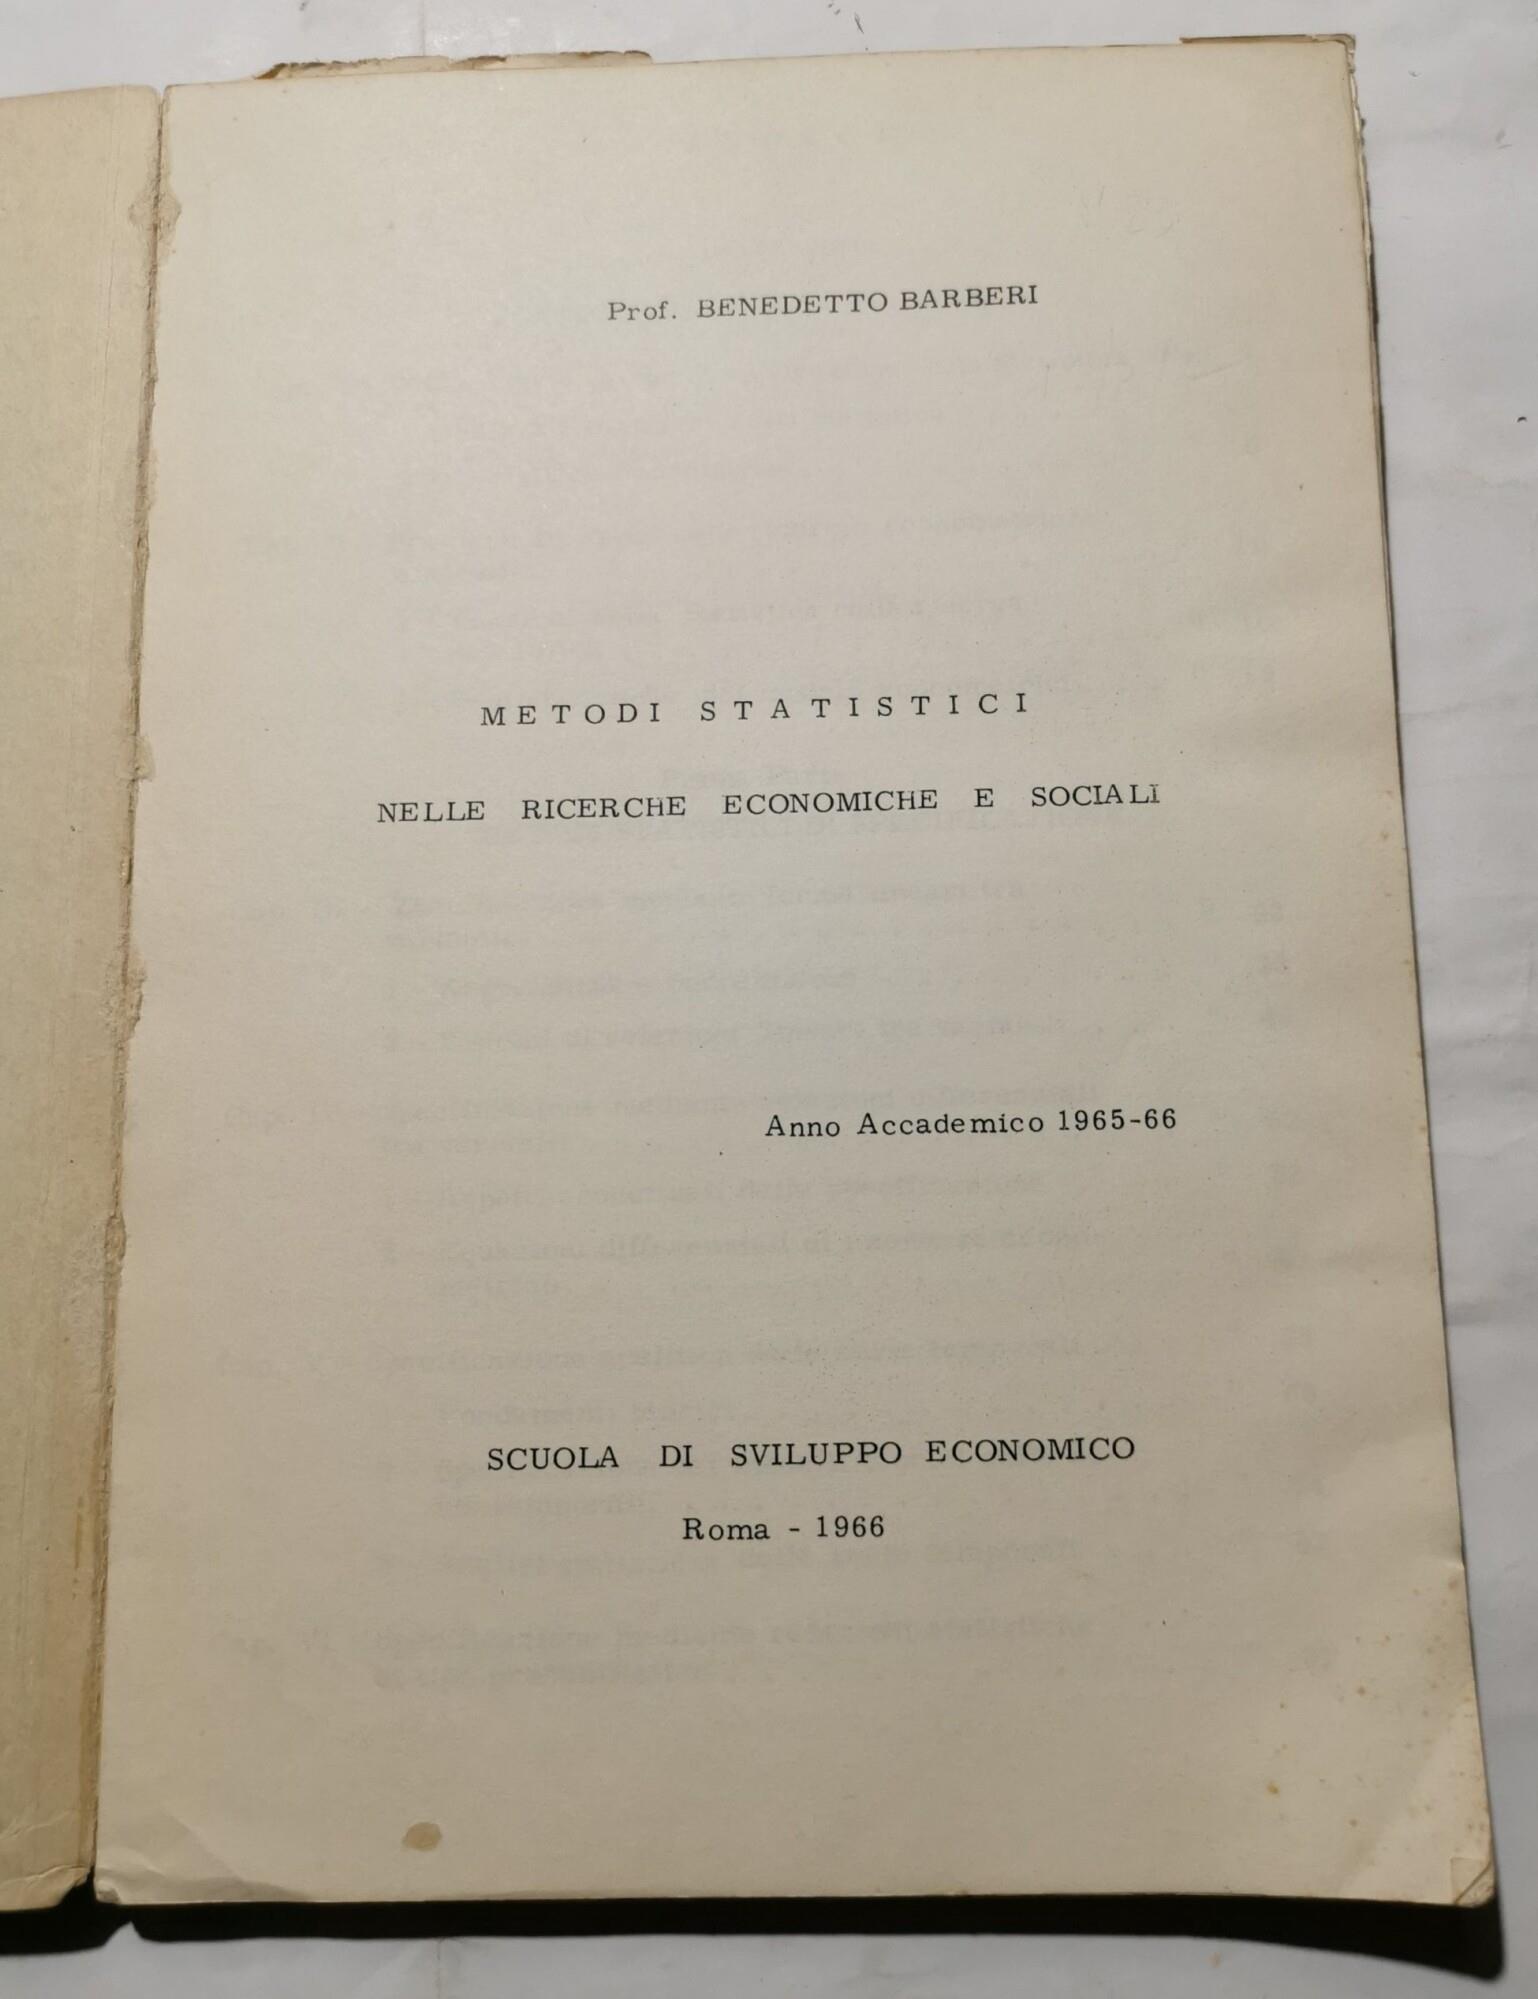 Prof. BENEDETTO BARBERI
METODI STATISTICI
NELLE RICERCHE ECONOMICHE E SOCIALI
Anno Accademico 1965-66
SCUOLA DI SVILUPPO ECONOMICO
Roma - 1966